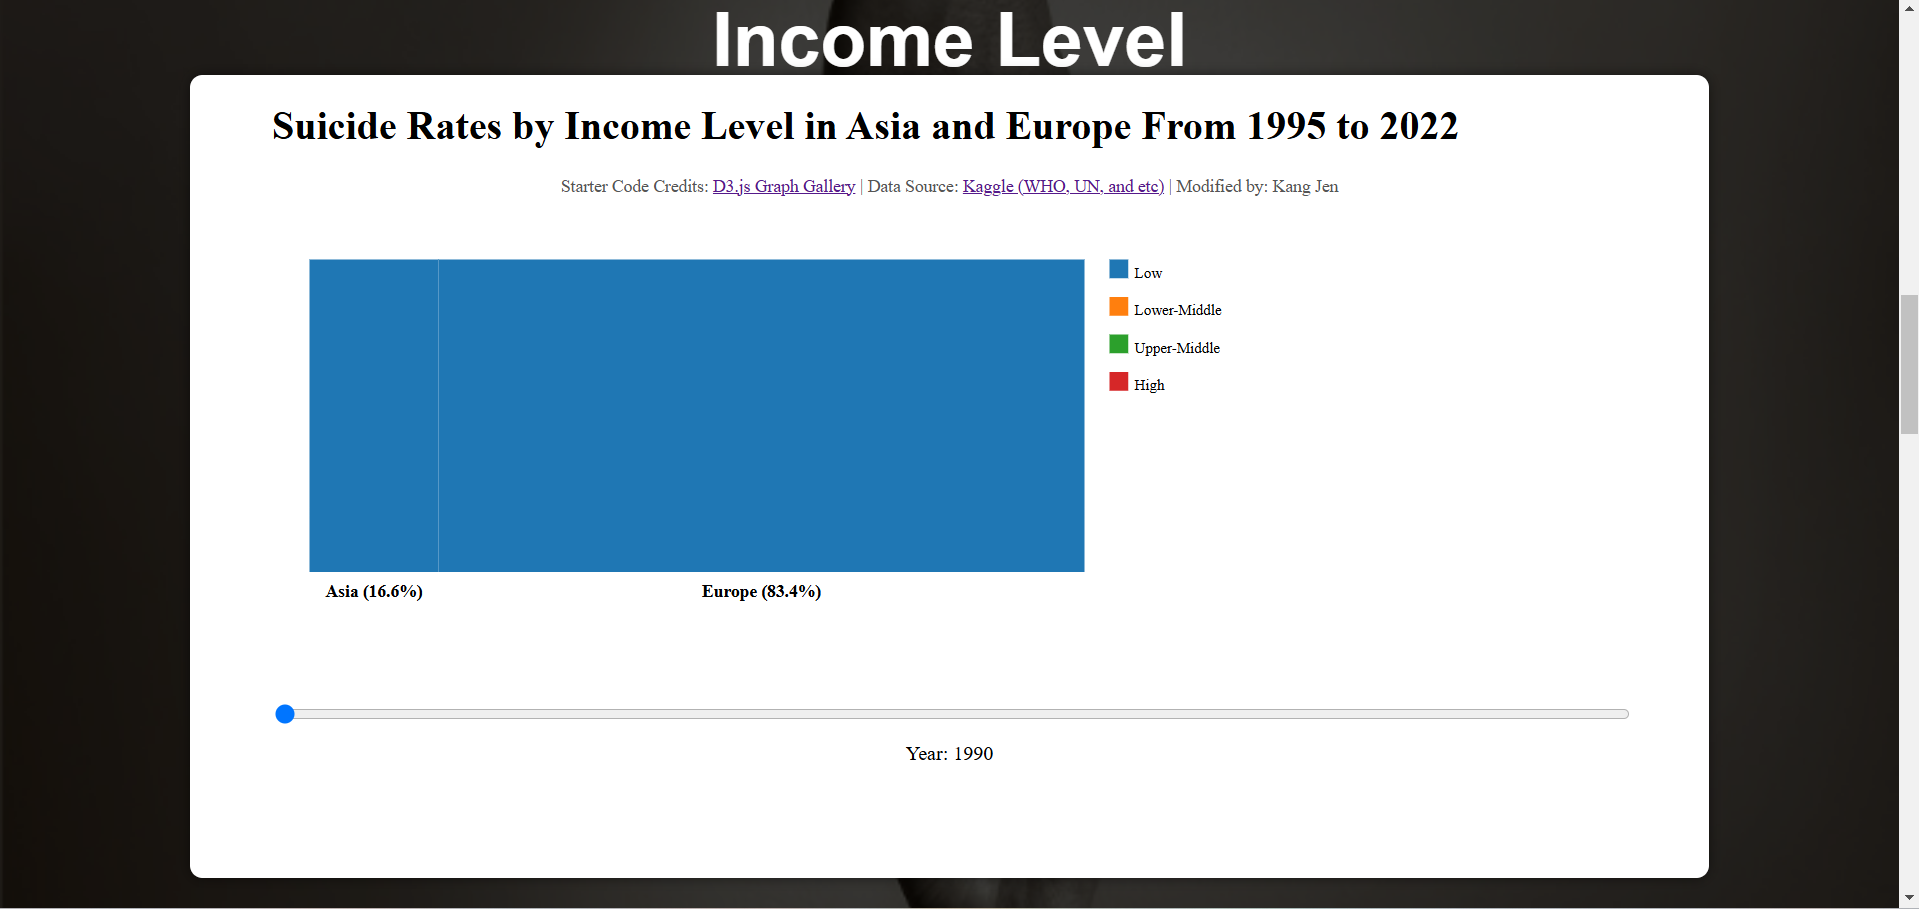 Income Level
Suicide Rates by Income Level in Asia and Europe From 1995 to 2022
Starter Code Credits: D3.js Graph Gallery | Data Source: Kaggle (WHO, UN, and etc) | Modified by: Kang Jen
Low
Lower-Middle
Upper-Middle
High
Asia (16.6%)
Europe (83.4%)
Year: 1990